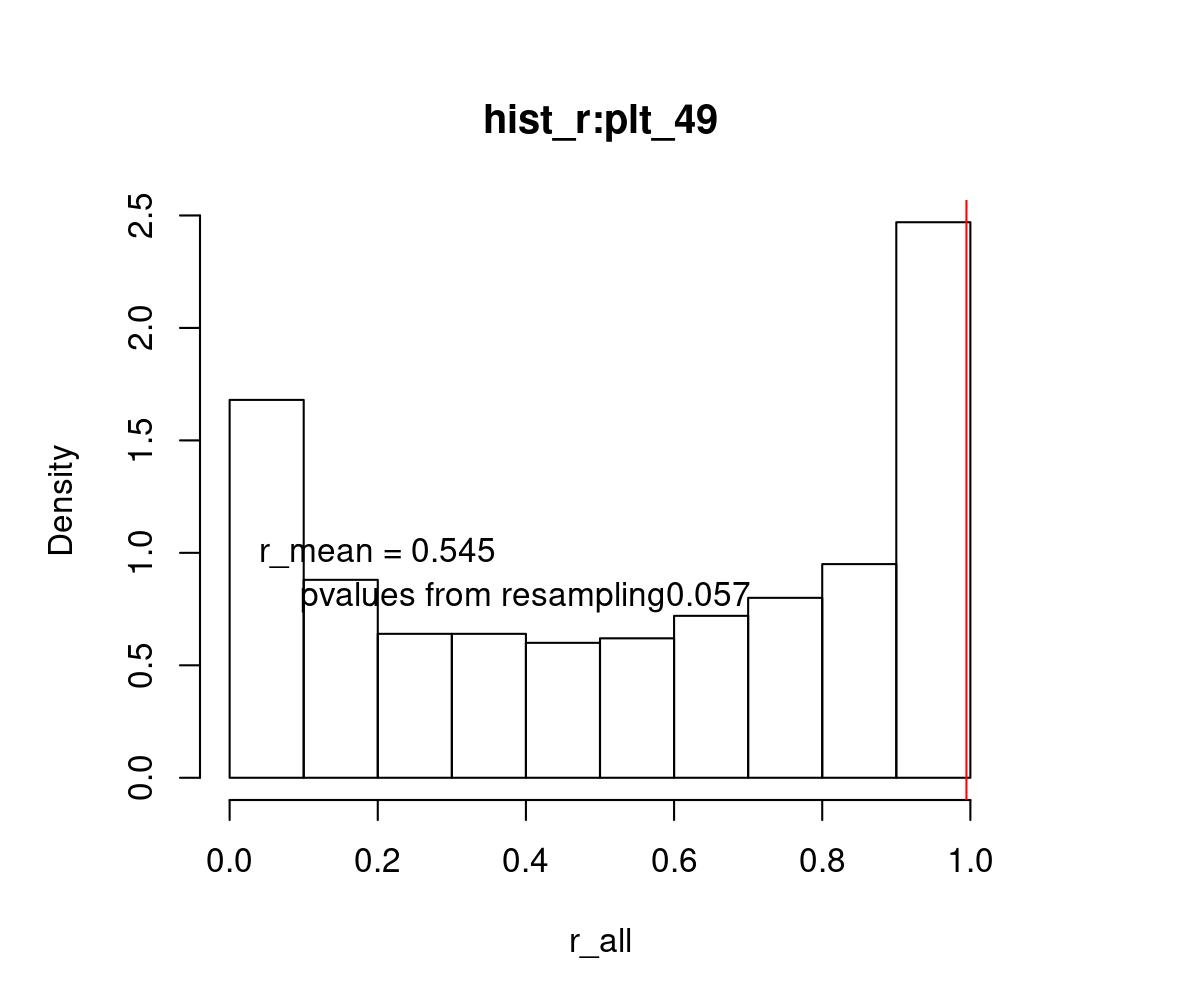 hist_r:plt_49
2.5
2.0
1.5
1.0
0.5
0.0
Density
r_mean = 0.545
pvalues from resampling0.057
0.0 0.2 0.4 0.6 0.8 1.0
r_all